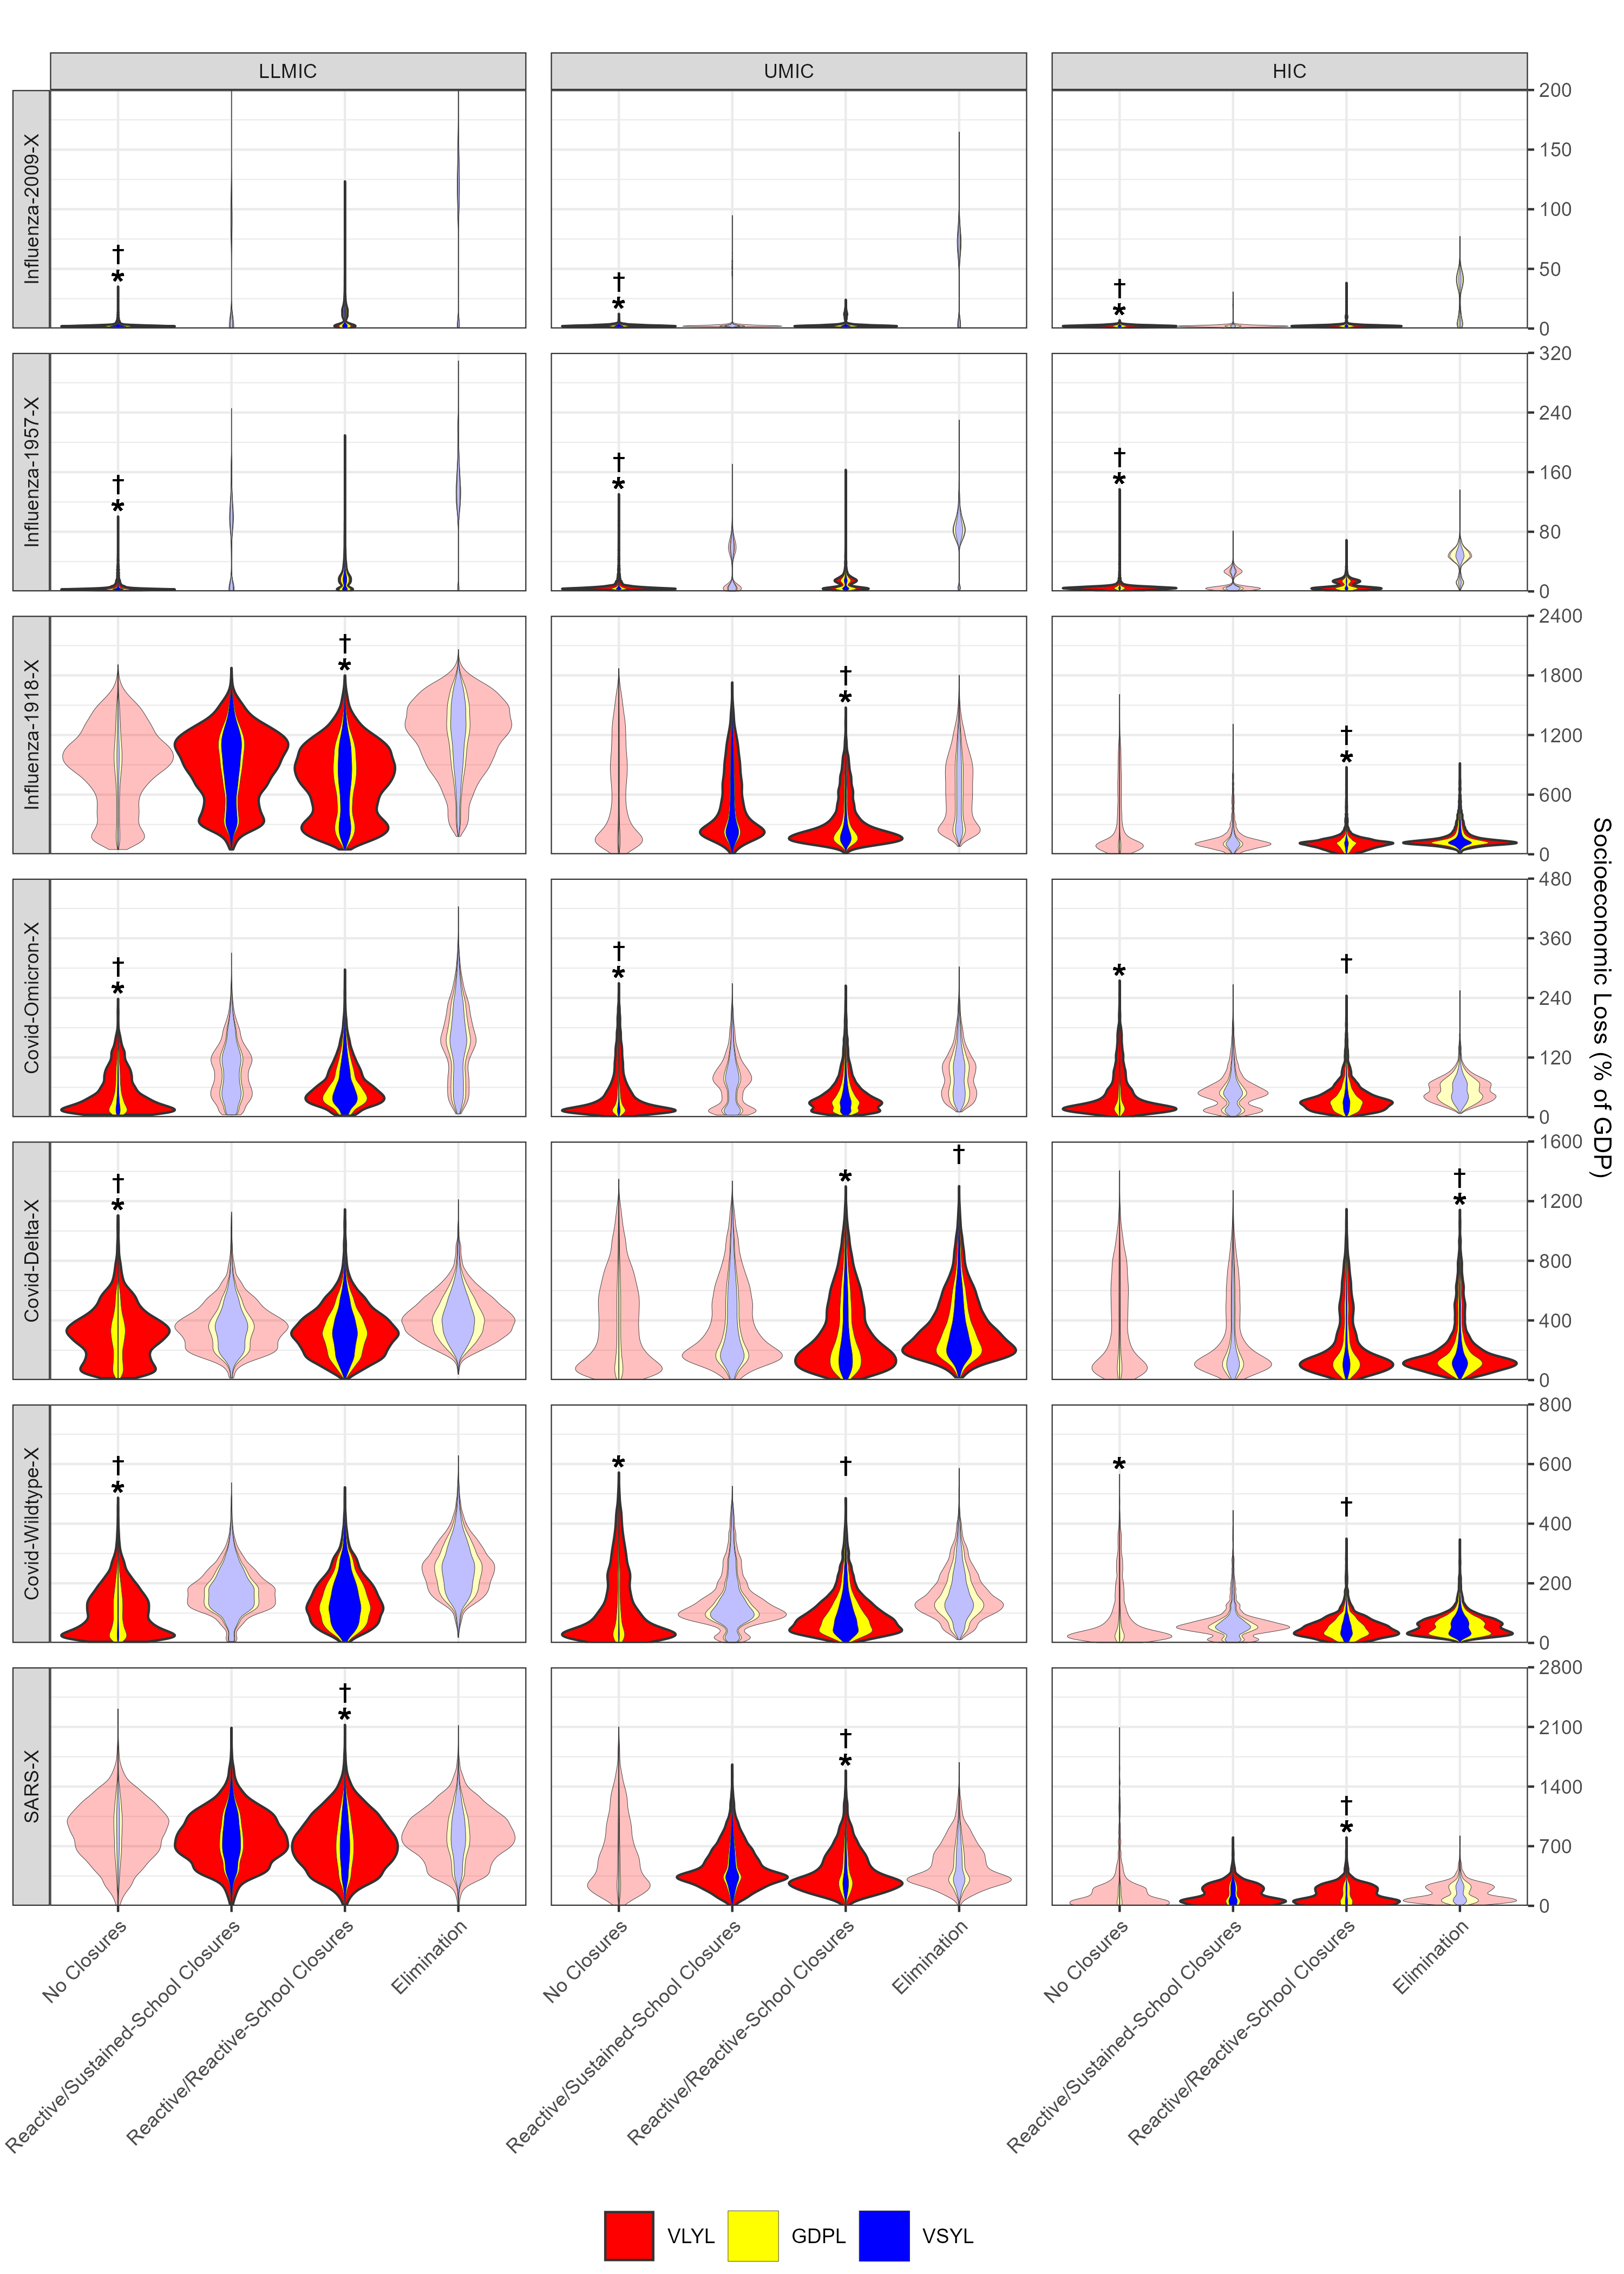 LLMIC UMIC HIC
Influenza-2009-X
† † †
* * *
200
150
100
50
0
Influenza-1957-X
† † †
* * *
320
240
160
80
0
Influenza-1918-X
† † †
* * *
2400
1800
1200
600
0
Covid-Omicron-X
† † * †
* *
480
360
240
120
0
Covid-Delta-X
† * † †
* *
1600
1200
800
400
0
Covid-Wildtype-X
† * † * †
*
800
600
400
200
0
SARS-X
† † †
* * *
2800
2100
1400
700
0
Socioeconomic Loss (% of GDP)
No Closures
Reactive/Sustained-School Closures
Reactive/Reactive-School Closures
Elimination
No Closures
Reactive/Sustained-School Closures
Reactive/Reactive-School Closures
Elimination
No Closures
Reactive/Sustained-School Closures
Reactive/Reactive-School Closures
Elimination
VLYL GDPL VSYL